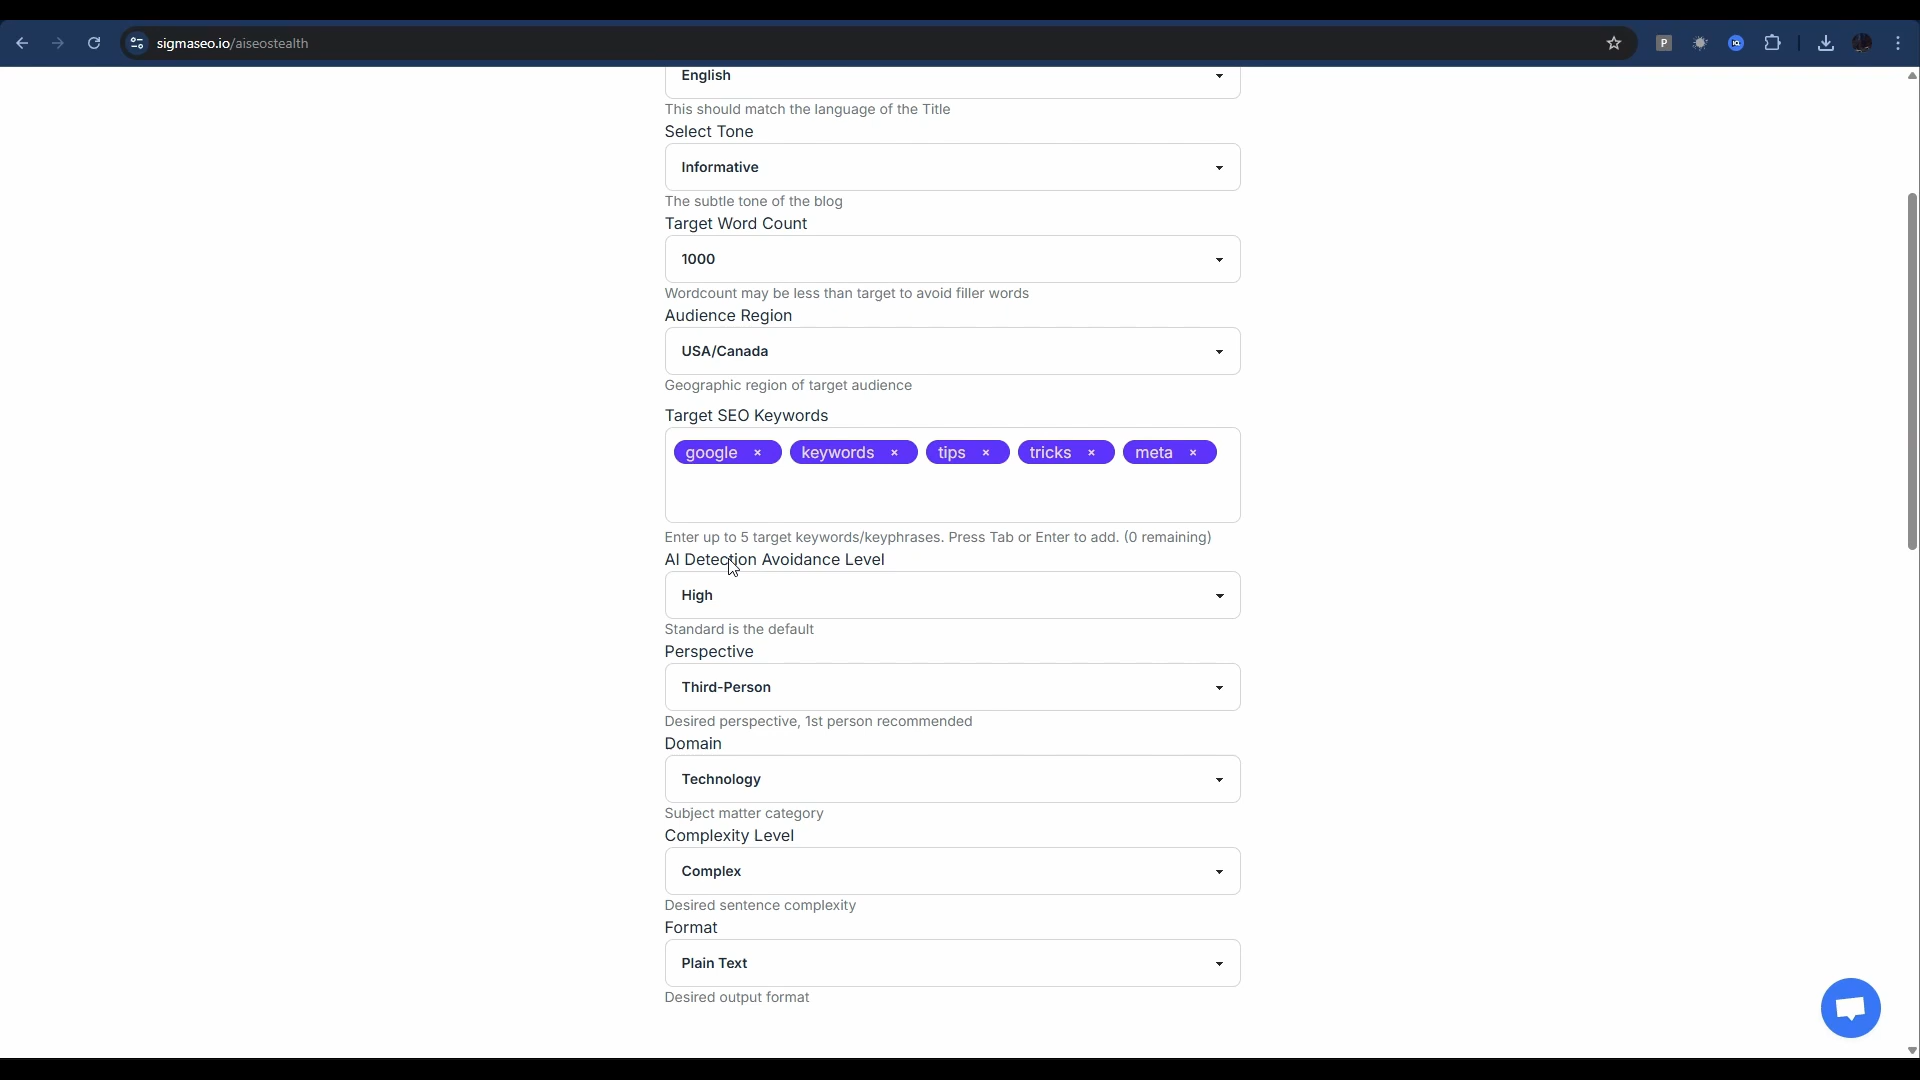 sigmaseo.io/aiseostealth
P
English
This should match the language of the Title
Select Tone
Informative
The subtle tone of the blog
Target Word Count
1000
Wordcount may be less than target to avoid filler words
Audience Region
USA/Canada
Geographic region of target audience
Target SEO Keywords
google × keywords × tips × tricks × meta ×
Enter up to 5 target keywords/keyphrases. Press Tab or Enter to add. (0 remaining)
AI Detection Avoidance Level
High
Standard is the default
Perspective
Third-Person
Desired perspective, 1st person recommended
Domain
Technology
Subject matter category
Complexity Level
Complex
Desired sentence complexity
Format
Plain Text
Desired output format